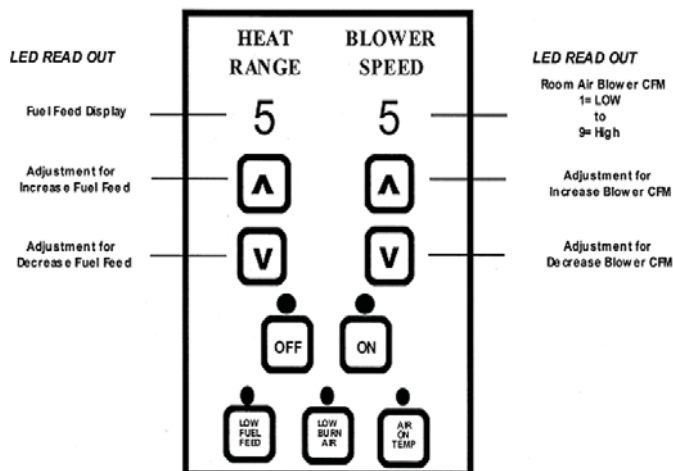 HEAT
RANGE
BLOWER
SPEED
LED READ OUT
LED READ OUT
Fuel Feed Display
5
5
Room Air Blower CFM
1= LOW
to
9= High
Adjustment for
Increase Fuel Feed
Λ
Λ
Adjustment for
Increase Blower CFM
Adjustment for
Decrease Fuel Feed
V
V
Adjustment for
Decrease Blower CFM
OFF
ON
LOW
FUEL
FEED
LOW
BURN
AIR
AIR
ON
TEMP